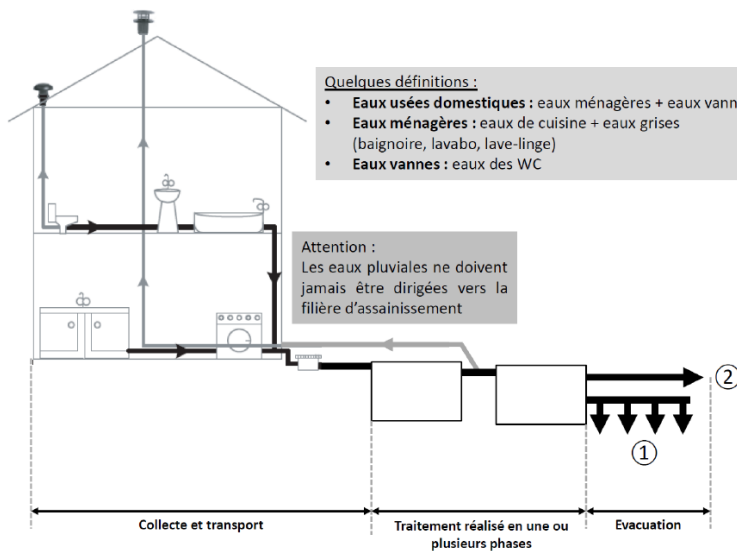 Quelques définitions :
• Eaux usées domestiques : eaux ménagères + eaux vann
• Eaux ménagères : eaux de cuisine + eaux grises
(baignoire, lavabo, lave-linge)
• Eaux vannes : eaux des WC
Attention :
Les eaux pluviales ne doivent
jamais être dirigées vers la
filière d’assainissement
2
1
Collecte et transport
Traitement réalisé en une ou
plusieurs phases
Evacuation